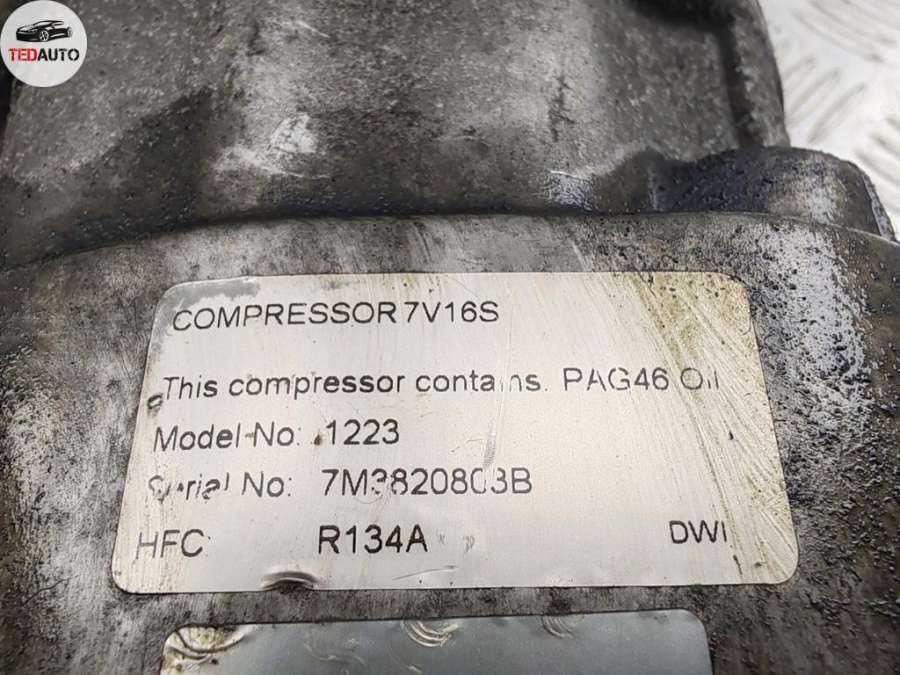 TEDAUTO
COMPRESSOR 7V16S
This compressor contains. PAG46 Oil
Model No: 1223
Serial No: 7M3820803B
HFC R134A DWI